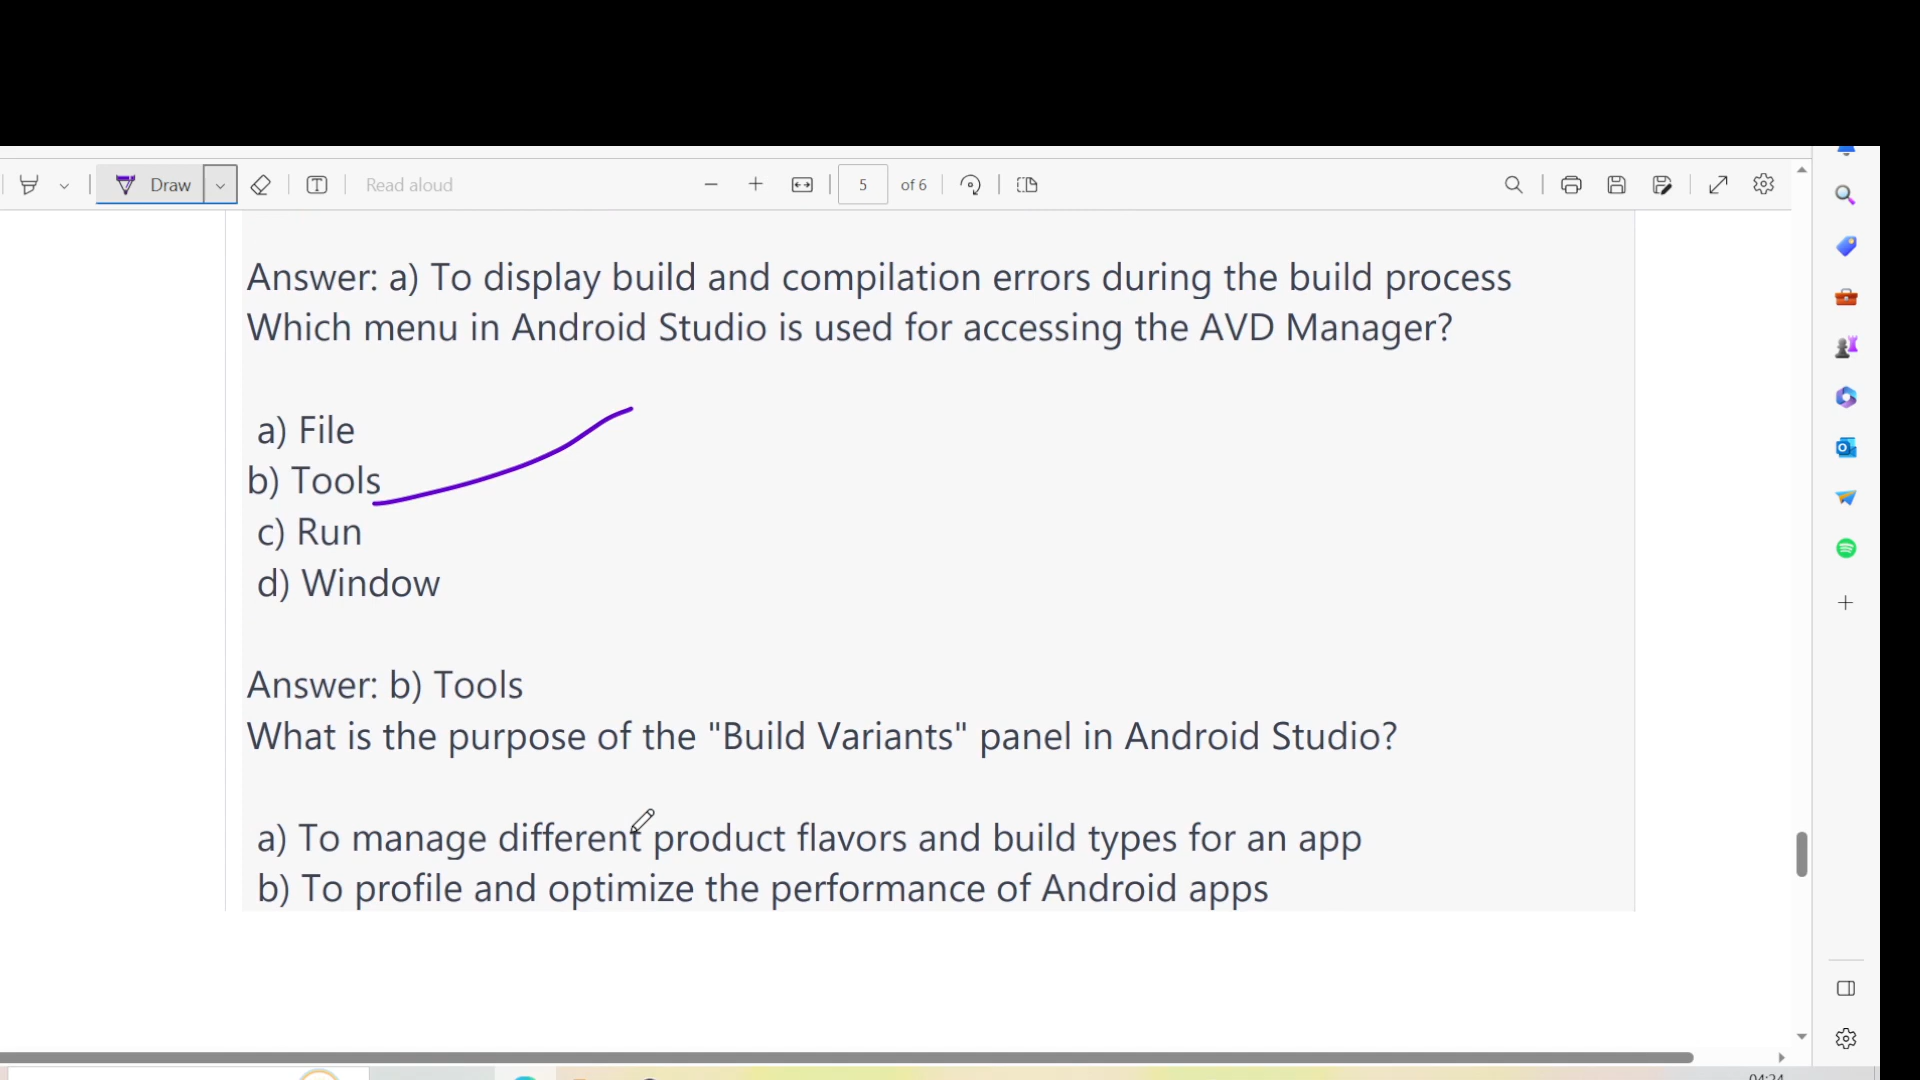 Draw
Read aloud
5
of 6
Answer: a) To display build and compilation errors during the build process
Which menu in Android Studio is used for accessing the AVD Manager?
a) File
b) Tools
c) Run
d) Window
Answer: b) Tools
What is the purpose of the "Build Variants" panel in Android Studio?
a) To manage different product flavors and build types for an app
b) To profile and optimize the performance of Android apps